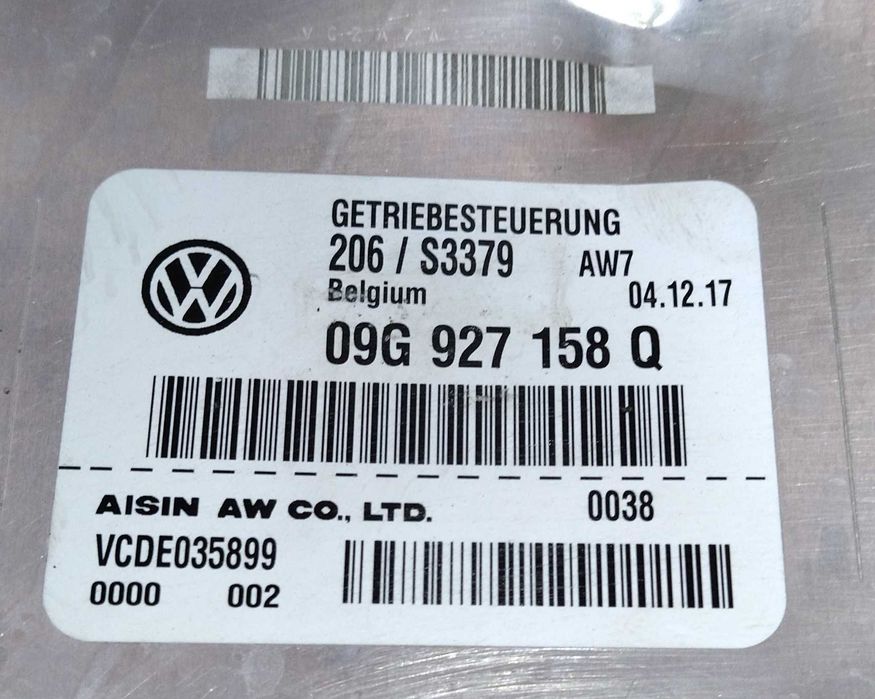 GETRIEBESTEUERUNG
206 / S3379 AW7
Belgium 04.12.17
09G 927 158 Q
AISIN AW CO., LTD. 0038
VCDE035899
0000 002